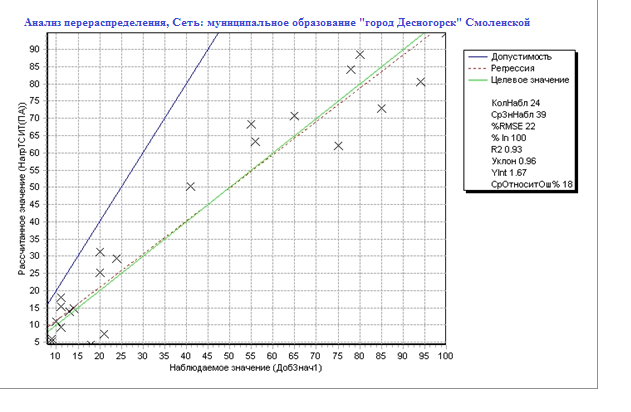 Анализ перераспределения, Сеть: муниципальное образование "город Десногорск" Смоленской
Допустимость
Регрессия
Целевое значение
КолНабл 24
СрЗнНабл 39
%RMSE 22
% In 100
R2 0.93
Уклон 0.96
YInt 1.67
СрОтноситОш% 18
Рассчитанное значение (НагрТСИТ(ПА))
90
85
80
75
70
65
60
55
50
45
40
35
30
25
20
15
10
5
10 15 20 25 30 35 40 45 50 55 60 65 70 75 80 85 90 95 100
Наблюдаемое значение (ДобЗнач1)